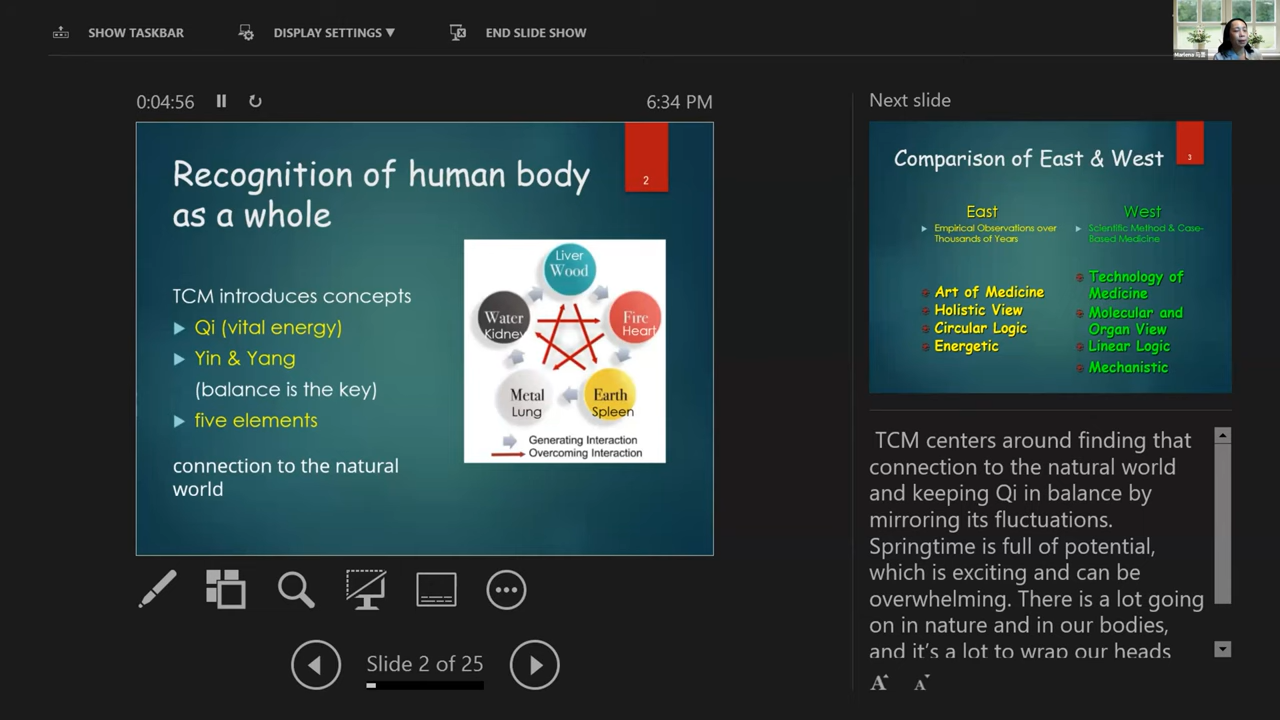 SHOW TASKBAR
DISPLAY SETTINGS ▼
END SLIDE SHOW
0:04:56
6:34 PM
Recognition of human body
as a whole
2
TCM introduces concepts
Qi (vital energy)
Yin & Yang
(balance is the key)
five elements
connection to the natural
world
Liver
Wood
Water
Kidney
Fire
Heart
Metal
Lung
Earth
Spleen
Generating Interaction
Overcoming Interaction
Slide 2 of 25
Next slide
Comparison of East & West
3
East
Empirical Observations over
Thousands of Years
Art of Medicine
Holistic View
Circular Logic
Energetic
West
Scientific Method & Case-
Based Medicine
Technology of
Medicine
Molecular and
Organ View
Linear Logic
Mechanistic
TCM centers around finding that
connection to the natural world
and keeping Qi in balance by
mirroring its fluctuations.
Springtime is full of potential,
which is exciting and can be
overwhelming. There is a lot going
on in nature and in our bodies,
and it's a lot to wrap our heads
A
A